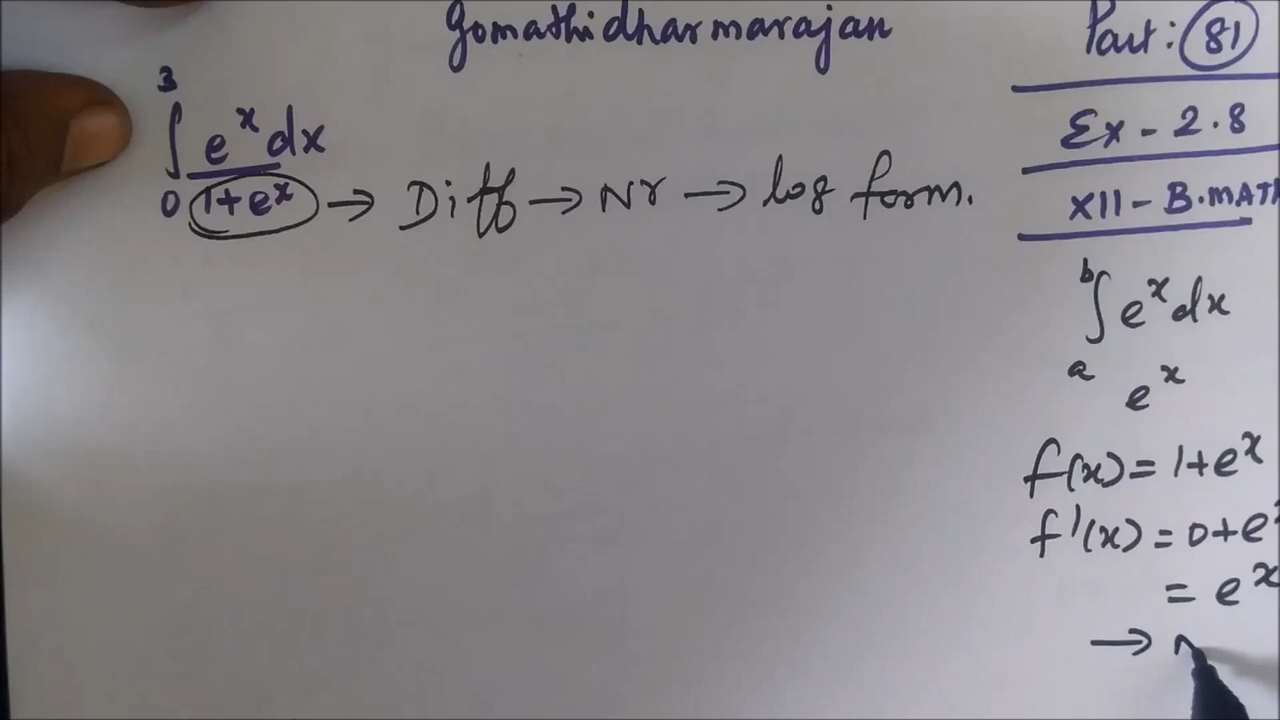 Gomathidharmarajan
Part: 81
3
∫ e^x dx
0 1+e^x → Diff → Nr → log form.
Ex - 2.8
XII - B.MATH
b
∫ e^x dx
a
e^x
f(x) = 1+e^x
f'(x) = 0+e^x
= e^x
→